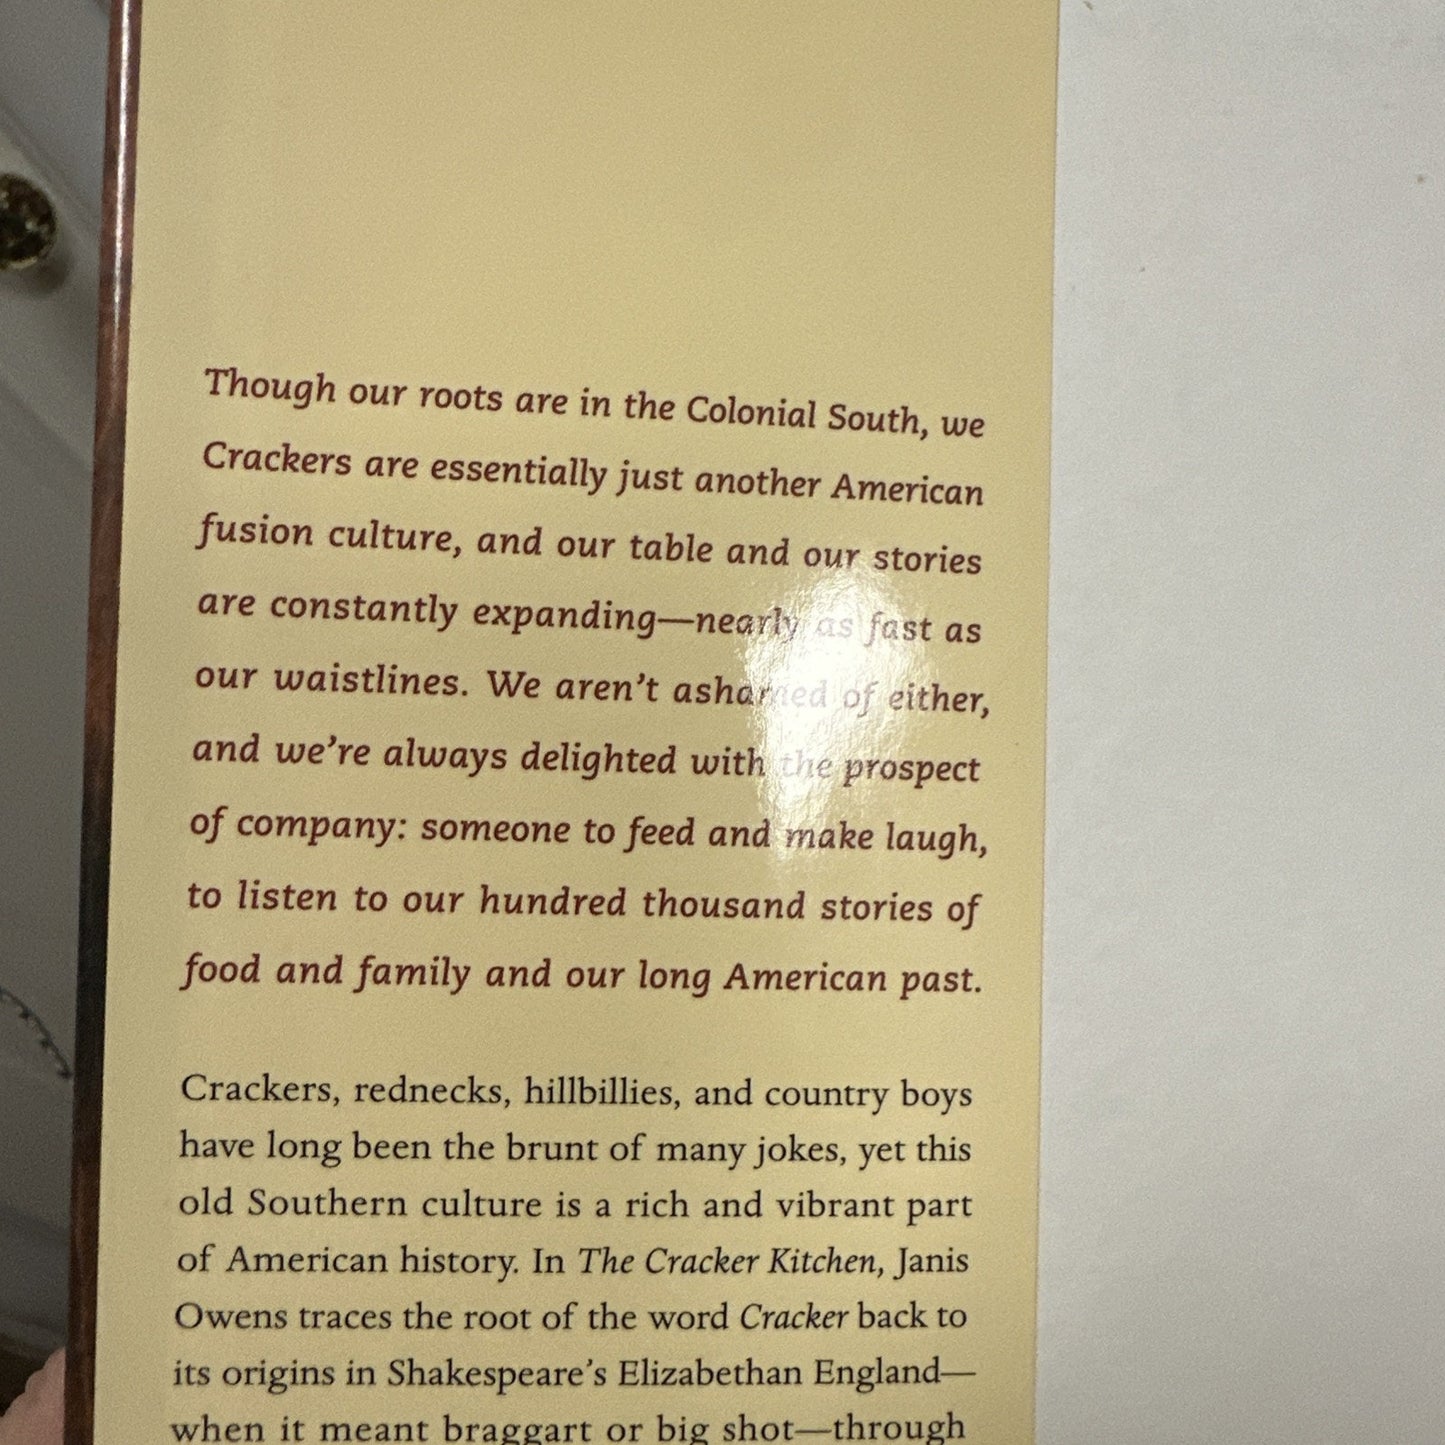 Though our roots are in the Colonial South, we
Crackers are essentially just another American
fusion culture, and our table and our stories
are constantly expanding—nearly as fast as
our waistlines. We aren't ashamed of either,
and we're always delighted with the prospect
of company: someone to feed and make laugh,
to listen to our hundred thousand stories of
food and family and our long American past.
Crackers, rednecks, hillbillies, and country boys
have long been the brunt of many jokes, yet this
old Southern culture is a rich and vibrant part
of American history. In The Cracker Kitchen, Janis
Owens traces the root of the word Cracker back to
its origins in Shakespeare's Elizabethan England—
when it meant braggart or big shot—through